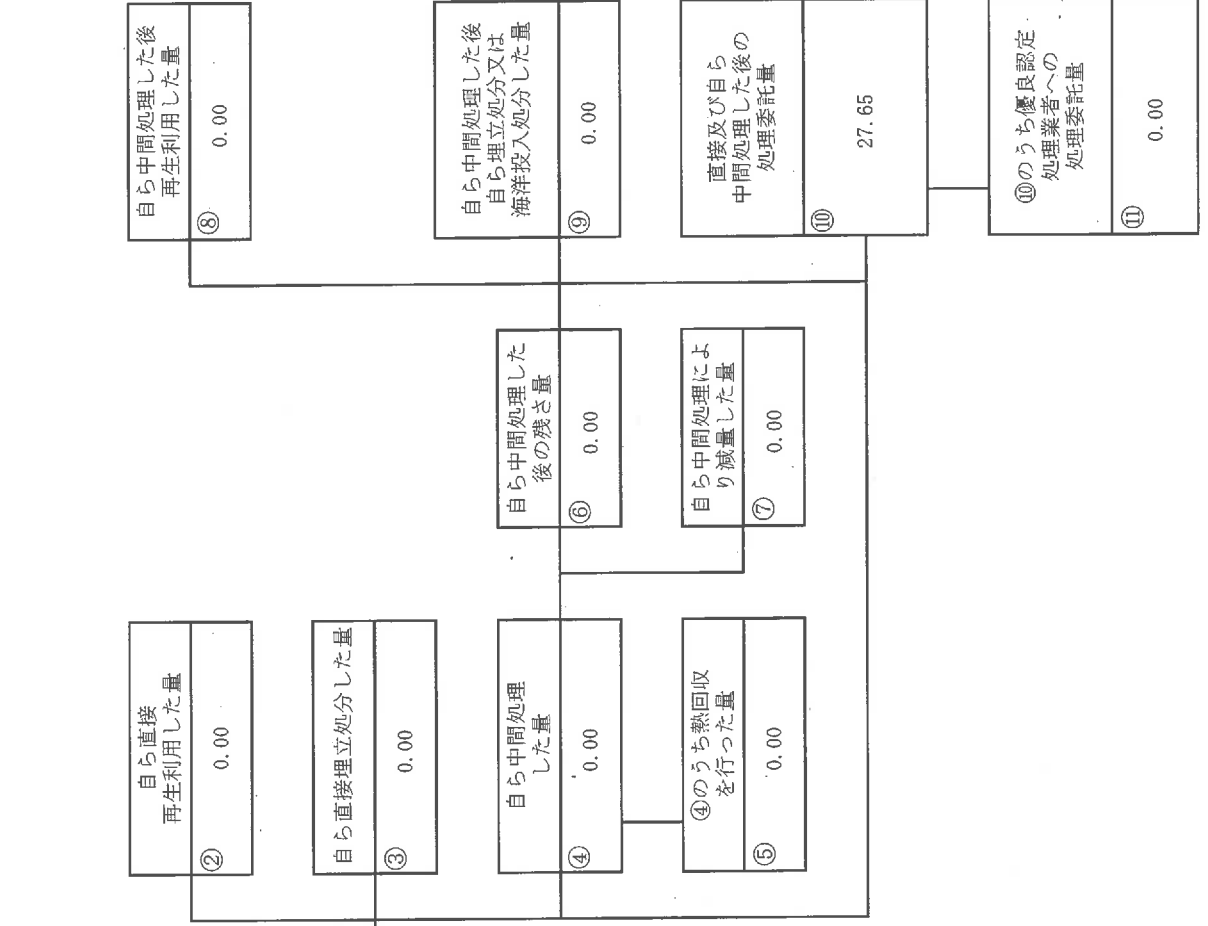 自ら直接
再生利用した量
②
0.00
自ら直接埋立処分した量
③
0.00
自ら中間処理
した量
④
0.00
④のうち熱回収
を行った量
⑤
0.00
自ら中間処理した
後の残さ量
⑥
0.00
自ら中間処理によ
り減量した量
⑦
0.00
自ら中間処理した後
再生利用した量
⑧
0.00
自ら中間処理した後
自ら埋立処分又は
海洋投入処分した量
⑨
0.00
直接及び自ら
中間処理した後の
処理委託量
⑩
27.65
⑩のうち優良認定
処理業者への
処理委託量
⑪
0.00